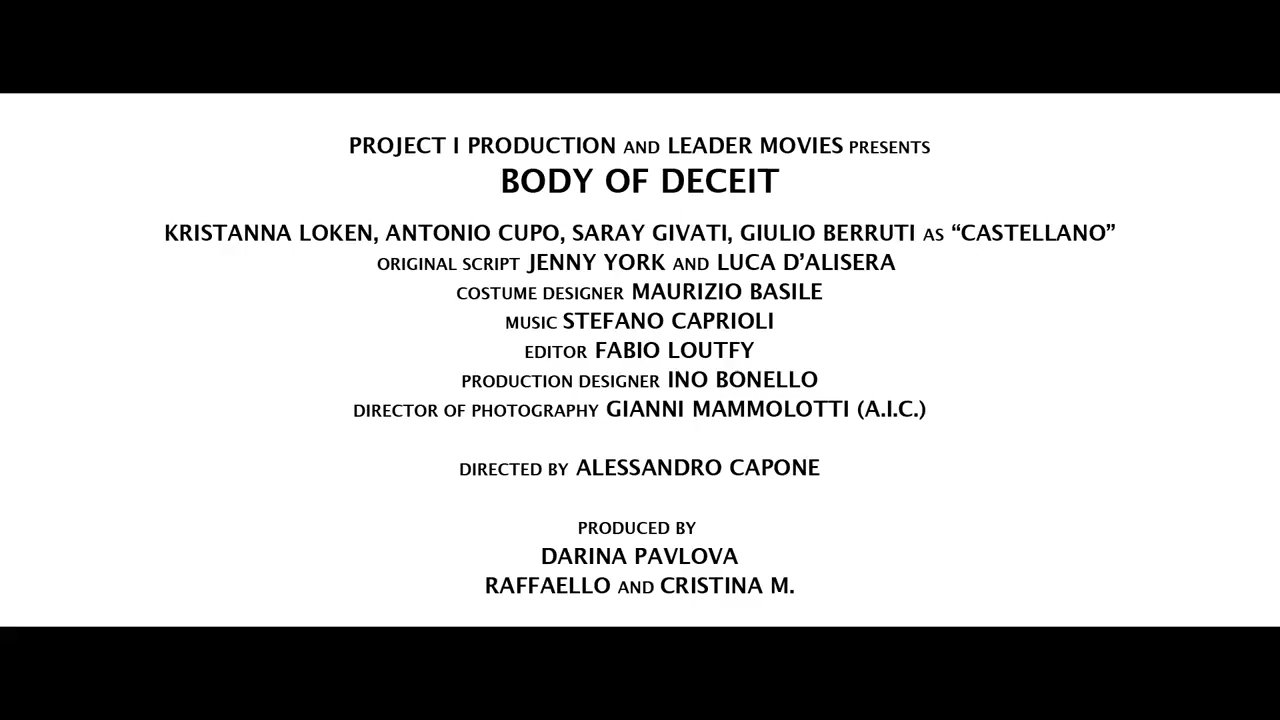 PROJECT I PRODUCTION AND LEADER MOVIES PRESENTS
BODY OF DECEIT
KRISTANNA LOKEN, ANTONIO CUPO, SARAY GIVATI, GIULIO BERRUTI AS “CASTELLANO”
ORIGINAL SCRIPT JENNY YORK AND LUCA D’ALISERA
COSTUME DESIGNER MAURIZIO BASILE
MUSIC STEFANO CAPRIOLI
EDITOR FABIO LOUTFY
PRODUCTION DESIGNER INO BONELLO
DIRECTOR OF PHOTOGRAPHY GIANNI MAMMOLOTTI (A.I.C.)
DIRECTED BY ALESSANDRO CAPONE
PRODUCED BY
DARINA PAVLOVA
RAFFAELLO AND CRISTINA M.